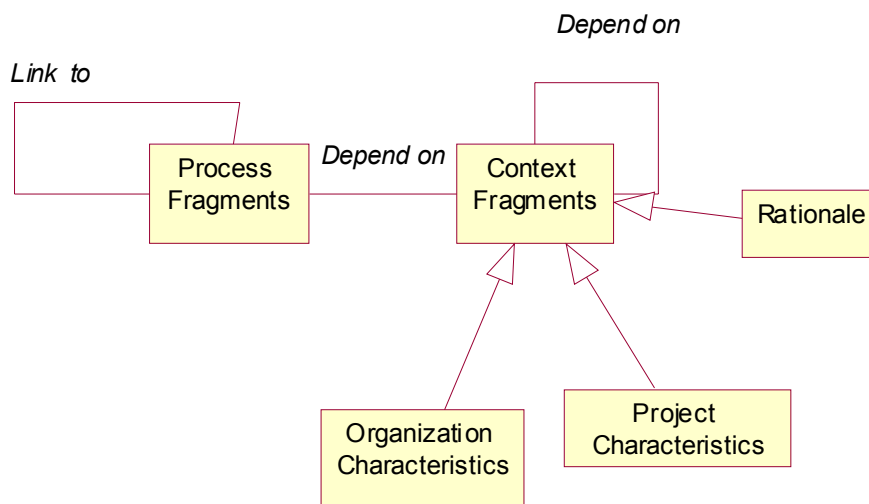 Depend on
Link to
Process
Fragments
Depend on
Context
Fragments
Rationale
Organization
Characteristics
Project
Characteristics